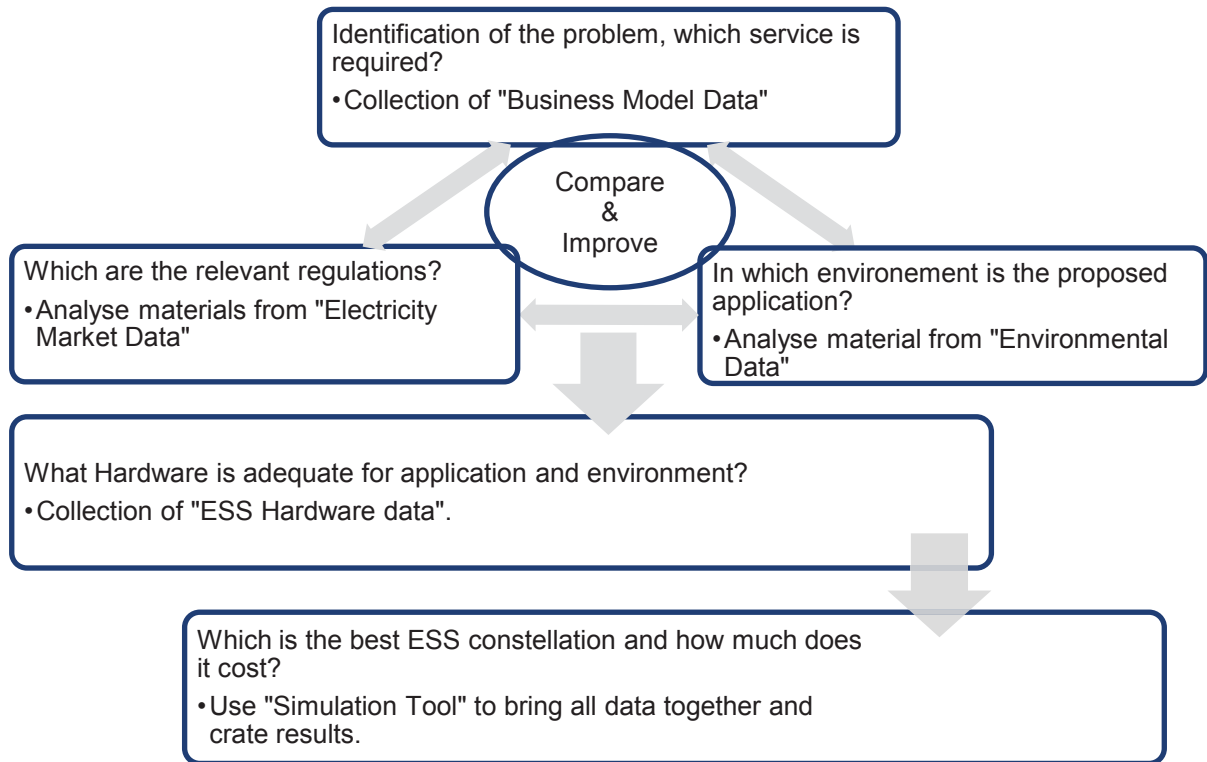 Identification of the problem, which service is
required?
•Collection of "Business Model Data"
Compare
&
Improve
Which are the relevant regulations?
•Analyse materials from "Electricity
Market Data"
In which environement is the proposed
application?
•Analyse material from "Environmental
Data"
What Hardware is adequate for application and environment?
•Collection of "ESS Hardware data".
Which is the best ESS constellation and how much does
it cost?
•Use "Simulation Tool" to bring all data together and
crate results.